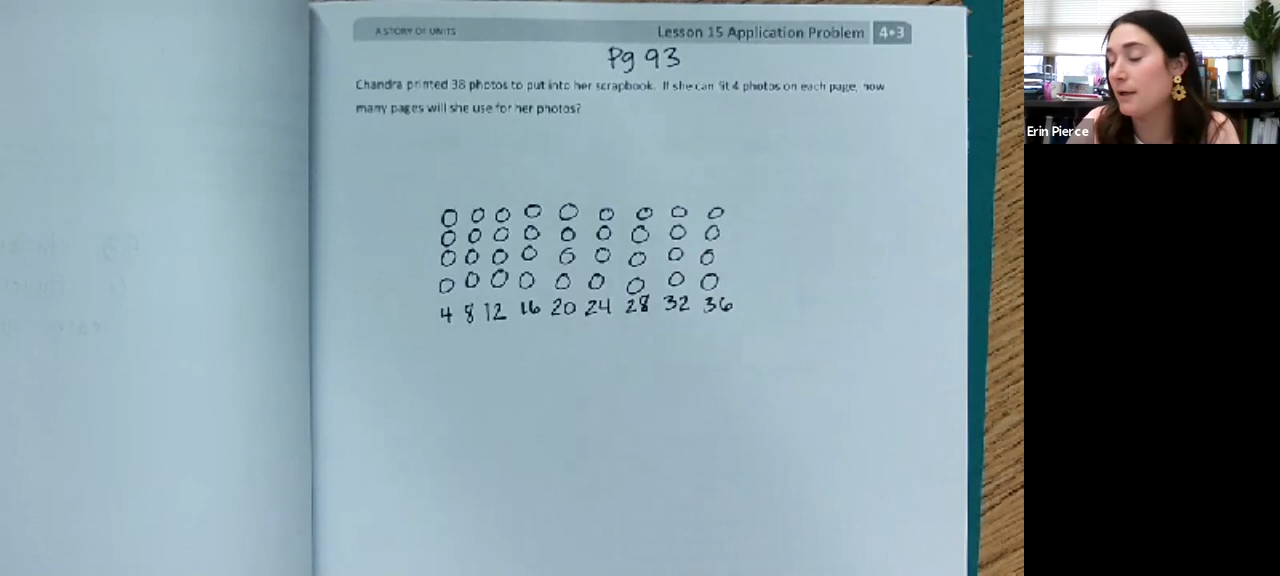 A STORY OF UNITS
Lesson 15 Application Problem 4•3
Pg 93
Chandra printed 38 photos to put into her scrapbook. If she can fit 4 photos on each page, how
many pages will she use for her photos?
4 8 12 16 20 24 28 32 36
Erin Pierce